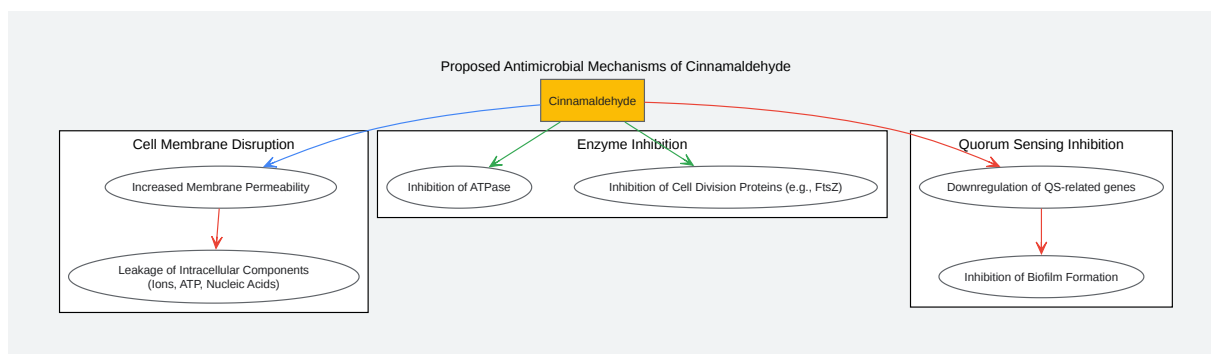 Proposed Antimicrobial Mechanisms of Cinnamaldehyde
Cinnamaldehyde
Cell Membrane Disruption
Increased Membrane Permeability
Leakage of Intracellular Components
(Ions, ATP, Nucleic Acids)
Enzyme Inhibition
Inhibition of ATPase
Inhibition of Cell Division Proteins (e.g., FtsZ)
Quorum Sensing Inhibition
Downregulation of QS-related genes
Inhibition of Biofilm Formation